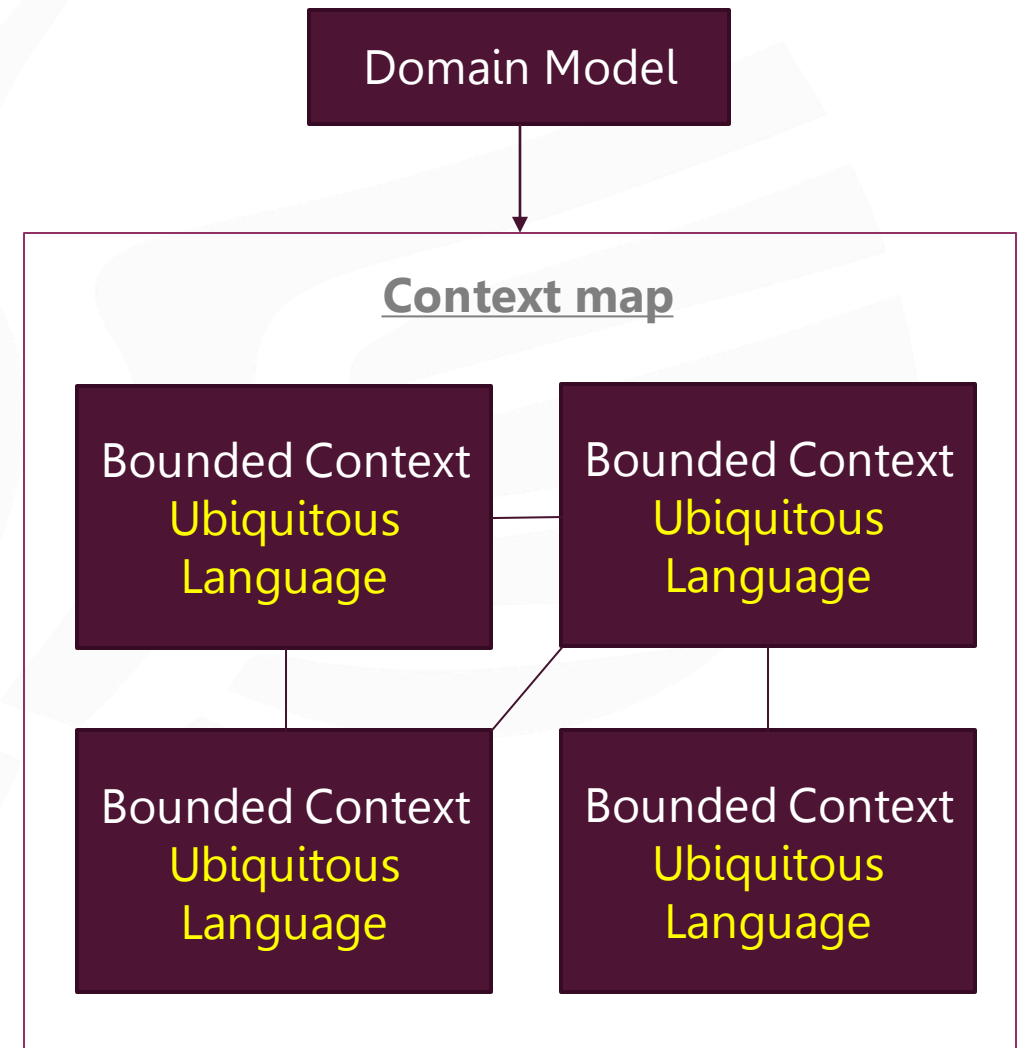 Domain Model
Context map
Bounded Context
Ubiquitous
Language
Bounded Context
Ubiquitous
Language
Bounded Context
Ubiquitous
Language
Bounded Context
Ubiquitous
Language